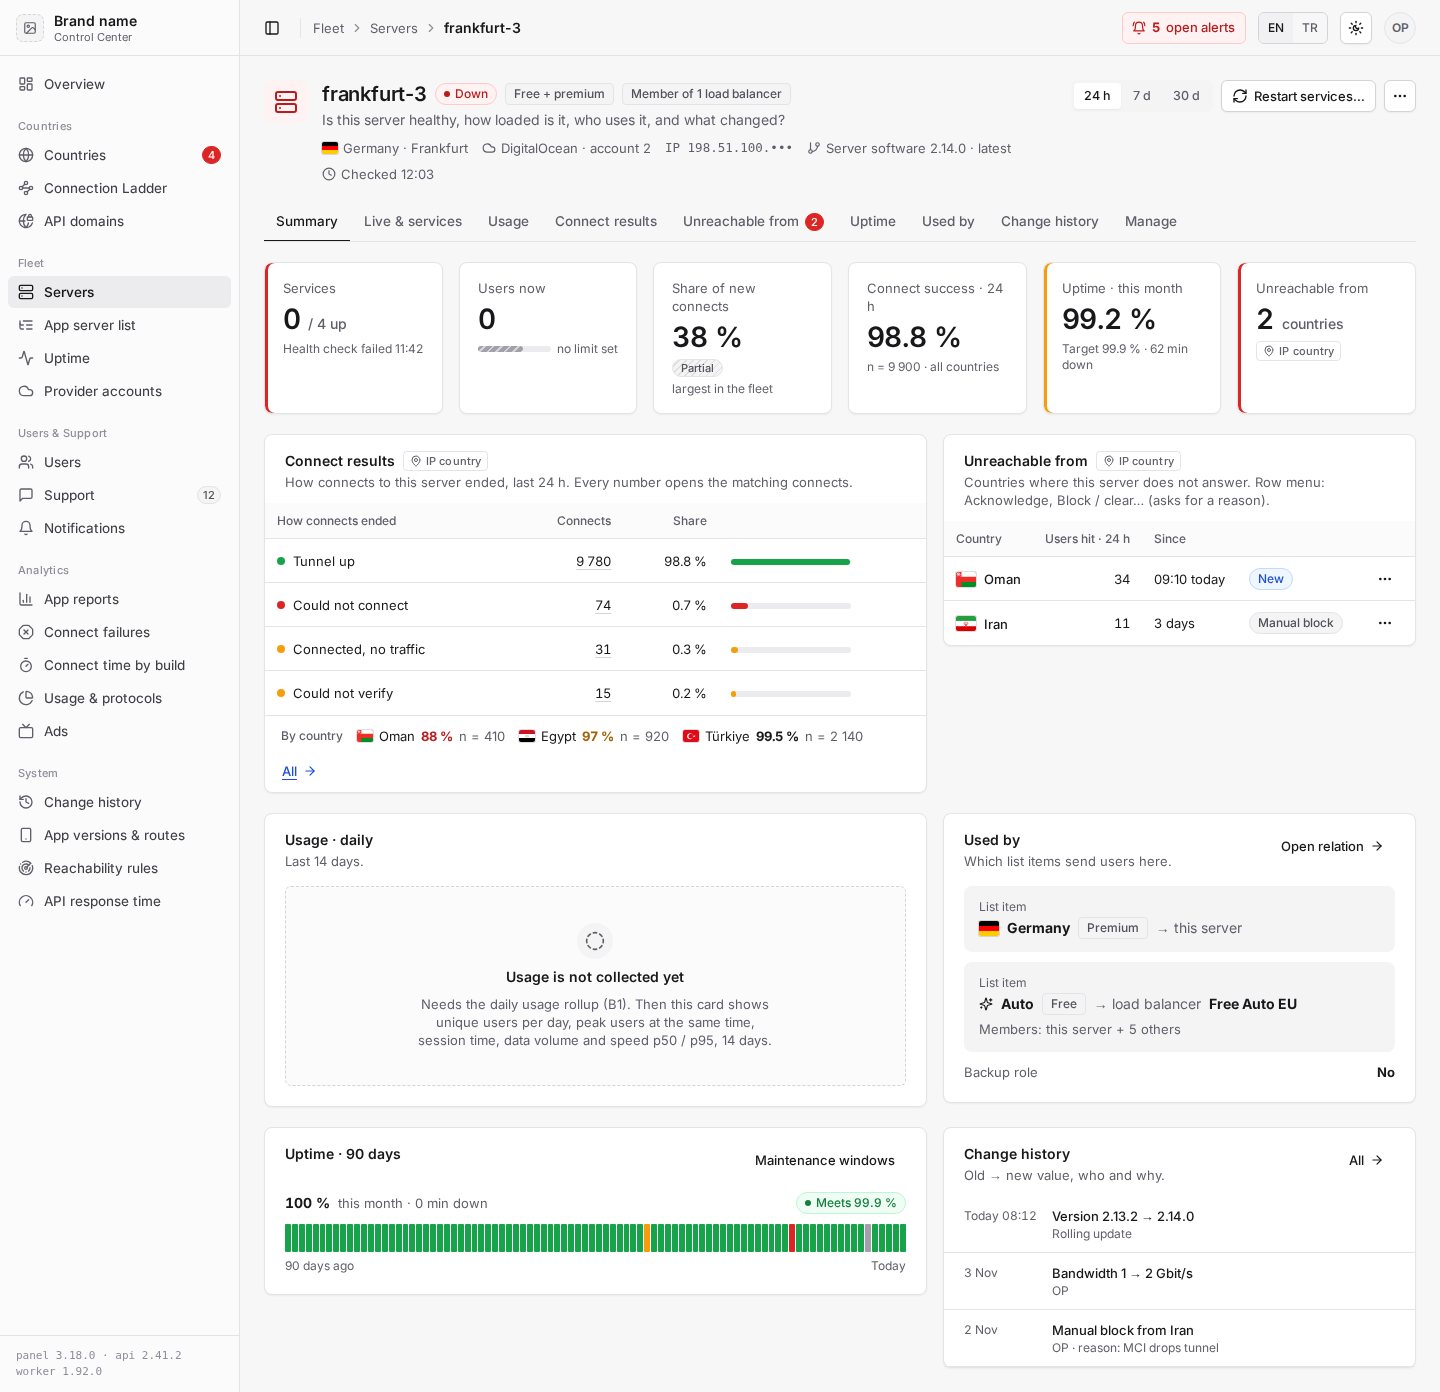 Brand name
Control Center
Overview
Countries
Countries 4
Connection Ladder
API domains
Fleet
Servers
App server list
Uptime
Provider accounts
Users & Support
Users
Support 12
Notifications
Analytics
App reports
Connect failures
Connect time by build
Usage & protocols
Ads
System
Change history
App versions & routes
Reachability rules
API response time
panel 3.18.0 · api 2.41.2
worker 1.92.0
Fleet > Servers > frankfurt-3
5 open alerts
EN TR
OP
frankfurt-3 Down Free + premium Member of 1 load balancer
24 h 7 d 30 d Restart services...
Is this server healthy, how loaded is it, who uses it, and what changed?
Germany · Frankfurt DigitalOcean · account 2 IP 198.51.100.••• Server software 2.14.0 · latest
Checked 12:03
Summary Live & services Usage Connect results Unreachable from 2 Uptime Used by Change history Manage
Services
0 / 4 up
Health check failed 11:42
Users now
0
no limit set
Share of new
connects
38 %
Partial
largest in the fleet
Connect success · 24
h
98.8 %
n = 9 900 · all countries
Uptime · this month
99.2 %
Target 99.9 % · 62 min
down
Unreachable from
2 countries
IP country
Connect results IP country
How connects to this server ended, last 24 h. Every number opens the matching connects.
How connects ended Connects Share
Tunnel up 9 780 98.8 %
Could not connect 74 0.7 %
Connected, no traffic 31 0.3 %
Could not verify 15 0.2 %
By country Oman 88 % n = 410 Egypt 97 % n = 920 Türkiye 99.5 % n = 2 140
All →
Unreachable from IP country
Countries where this server does not answer. Row menu:
Acknowledge, Block / clear... (asks for a reason).
Country Users hit · 24 h Since
Oman 34 09:10 today New
Iran 11 3 days Manual block
Usage · daily
Last 14 days.
Usage is not collected yet
Needs the daily usage rollup (B1). Then this card shows
unique users per day, peak users at the same time,
session time, data volume and speed p50 / p95, 14 days.
Used by
Open relation →
Which list items send users here.
List item
Germany Premium → this server
List item
Auto Free → load balancer Free Auto EU
Members: this server + 5 others
Backup role No
Uptime · 90 days
Maintenance windows
100 % this month · 0 min down Meets 99.9 %
90 days ago Today
Change history
All →
Old → new value, who and why.
Today 08:12 Version 2.13.2 → 2.14.0
Rolling update
3 Nov Bandwidth 1 → 2 Gbit/s
OP
2 Nov Manual block from Iran
OP · reason: MCI drops tunnel